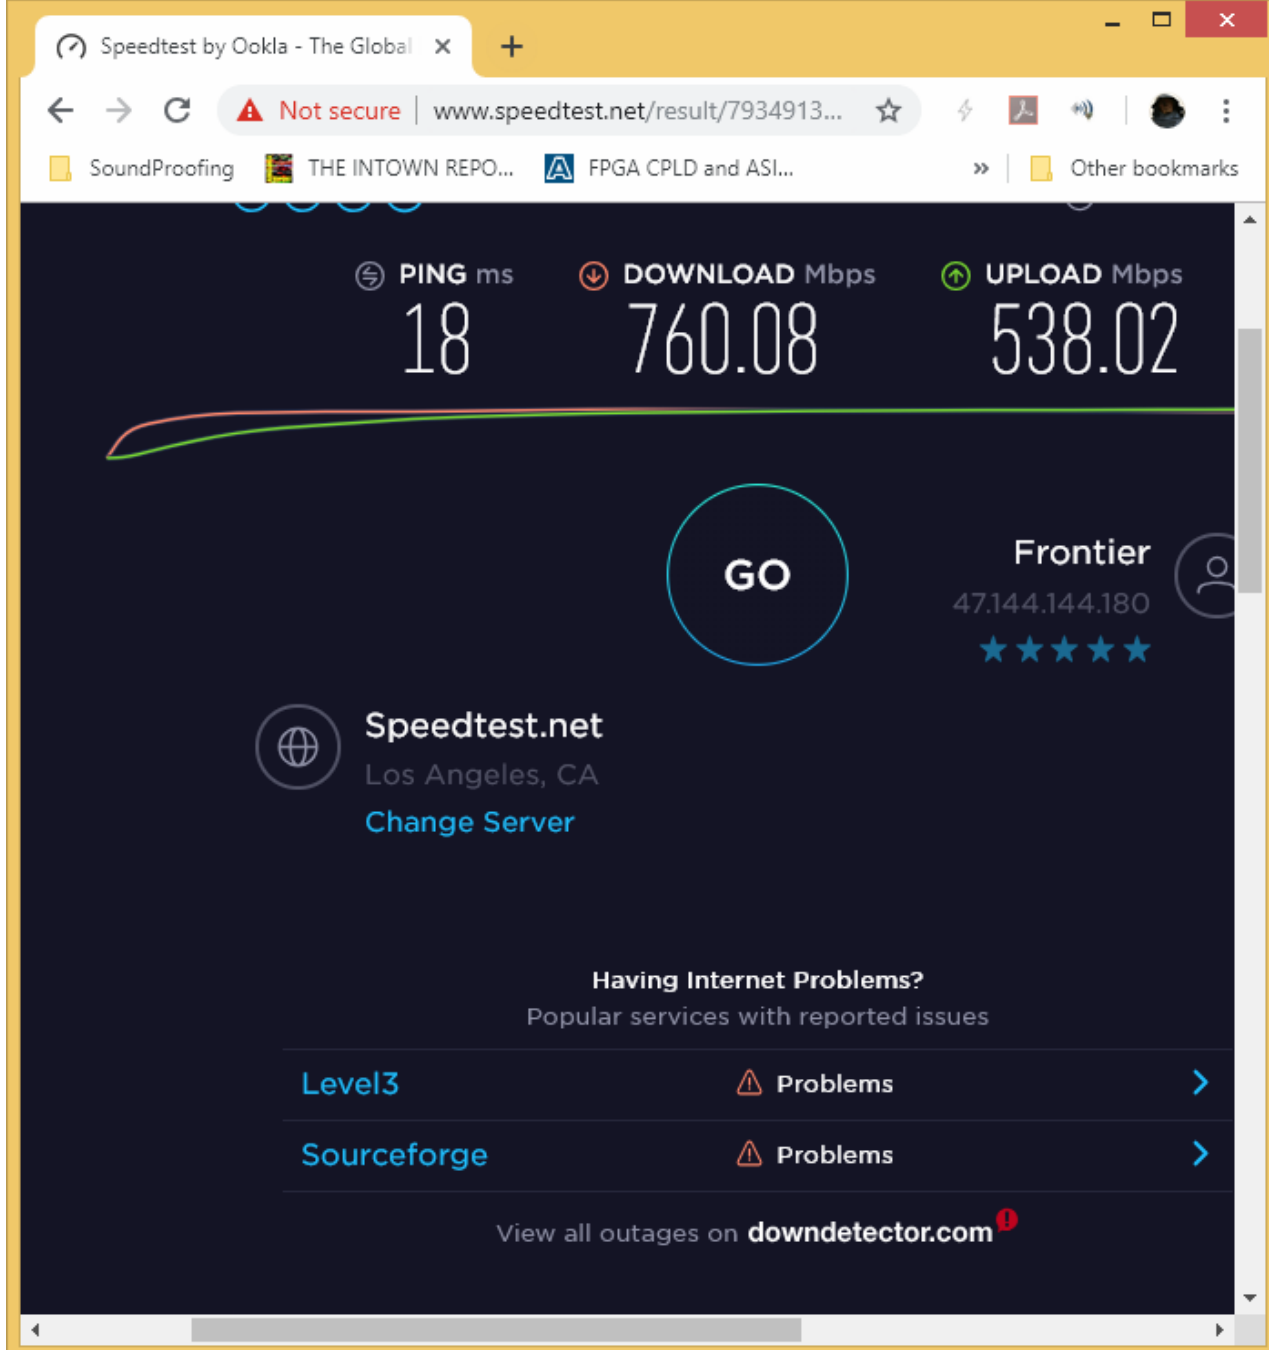 Speedtest by Ookla - The Global
Not secure www.speedtest.net/result/7934913...
SoundProofing THE INTOWN REPO... FPGA CPLD and ASI... » Other bookmarks
PING ms DOWNLOAD Mbps UPLOAD Mbps
18 760.08 538.02
GO
Frontier
47.144.144.180
Speedtest.net
Los Angeles, CA
Change Server
Having Internet Problems?
Popular services with reported issues
Level3 Problems
Sourceforge Problems
View all outages on downdetector.com